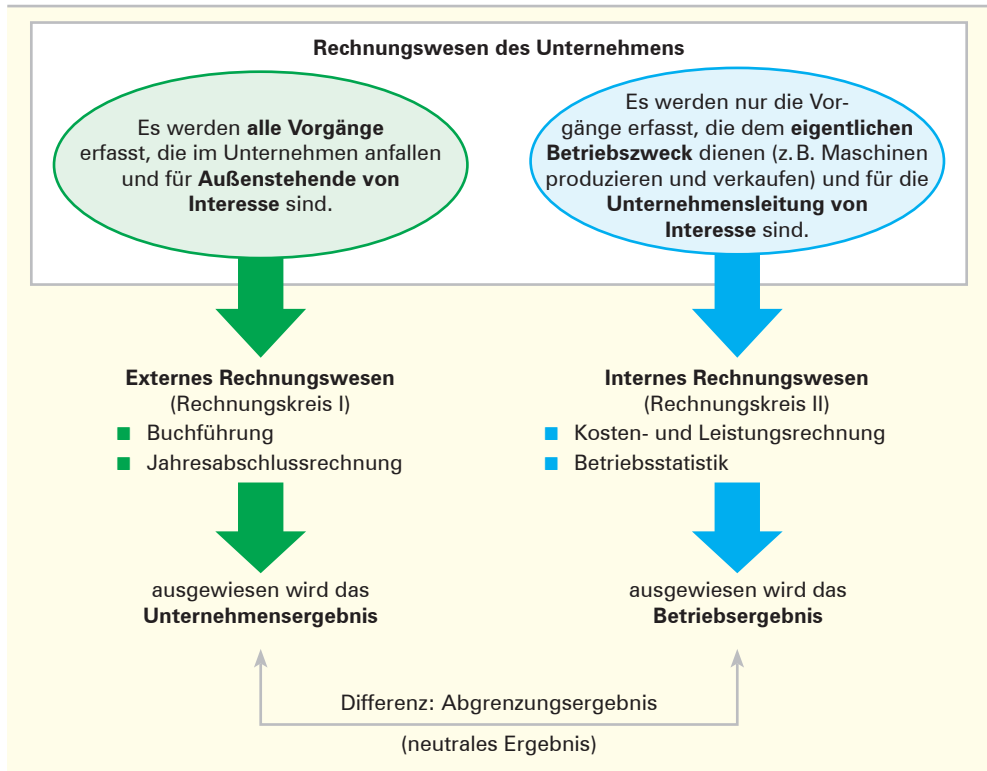 Rechnungswesen des Unternehmens
Es werden alle Vorgänge
erfasst, die im Unternehmen anfallen
und für Außenstehende von
Interesse sind.
Es werden nur die Vor-
gänge erfasst, die dem eigentlichen
Betriebszweck dienen (z. B. Maschinen
produzieren und verkaufen) und für die
Unternehmensleitung von
Interesse sind.
Externes Rechnungswesen
(Rechnungskreis I)
■ Buchführung
■ Jahresabschlussrechnung
Internes Rechnungswesen
(Rechnungskreis II)
■ Kosten- und Leistungsrechnung
■ Betriebsstatistik
ausgewiesen wird das
Unternehmensergebnis
ausgewiesen wird das
Betriebsergebnis
Differenz: Abgrenzungsergebnis
(neutrales Ergebnis)